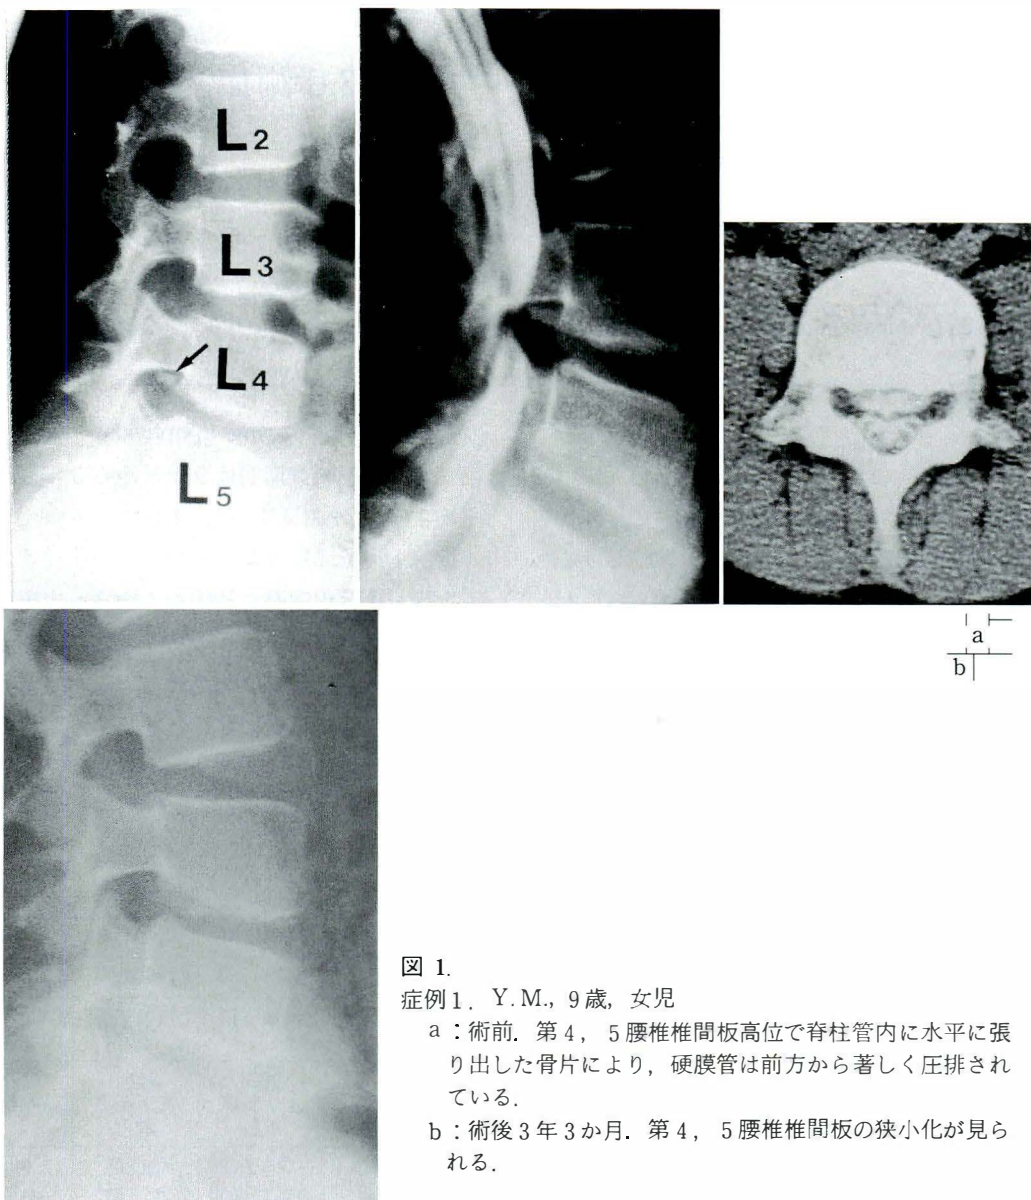 L2
L3
L4
L5
a
b
図 1.
症例1. Y.M., 9歳, 女児
a:術前. 第4, 5腰椎椎間板高位で脊柱管内に水平に張
り出した骨片により, 硬膜管は前方から著しく圧排され
ている.
b:術後3年3か月. 第4, 5腰椎椎間板の狭小化が見ら
れる.